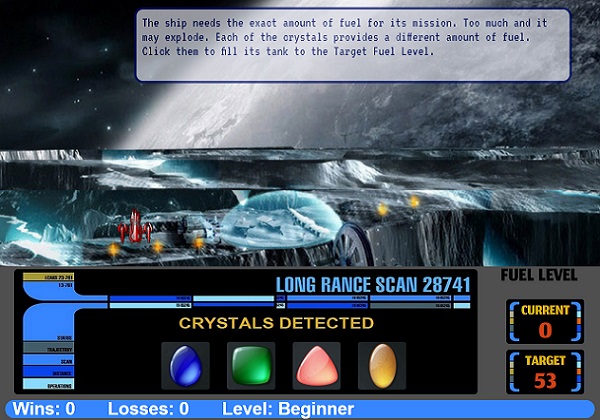 The ship needs the exact amount of fuel for its mission. Too much and it
may explode. Each of the crystals provides a different amount of fuel.
Click them to fill its tank to the Target Fuel Level.
LONG RANCE SCAN 28741
FUEL LEVEL
CRYSTALS DETECTED
CURRENT
0
TARGET
53
STATUS
TRAJECTORY
SCAN
OPERATIONS
Wins: 0 Losses: 0 Level: Beginner